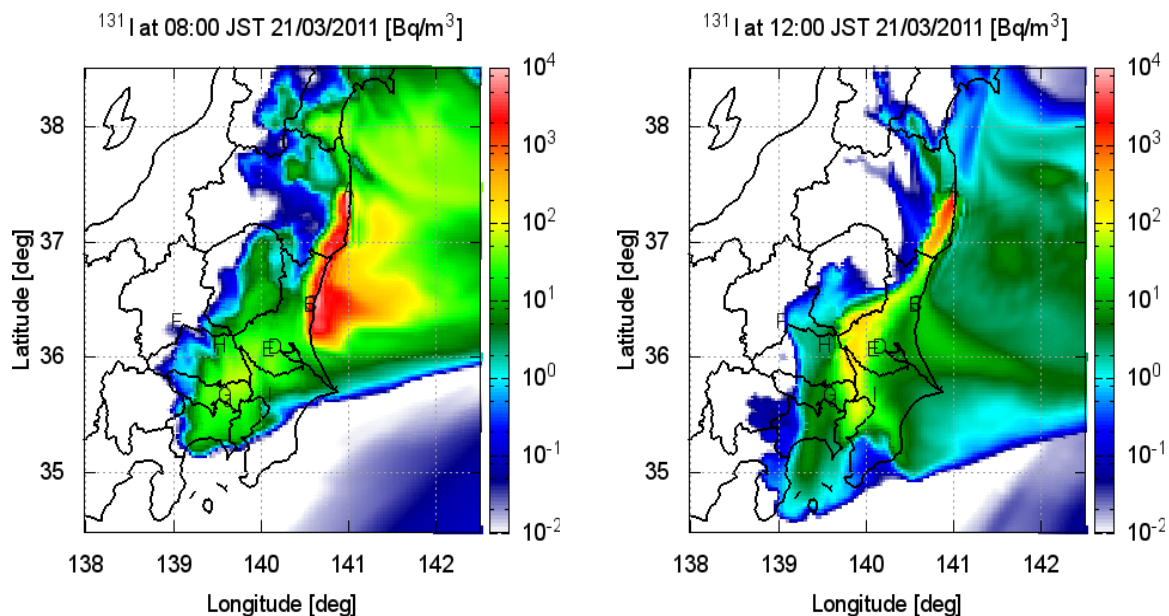 ¹³¹I at 08:00 JST 21/03/2011 [Bq/m³]
Latitude [deg]
38
37
36
35
138
139
140
141
142
Longitude [deg]
10⁴
10³
10²
10¹
10⁰
10⁻¹
10⁻²
F
H
G
B
E
D
I
A
¹³¹I at 12:00 JST 21/03/2011 [Bq/m³]
Latitude [deg]
38
37
36
35
138
139
140
141
142
Longitude [deg]
10⁴
10³
10²
10¹
10⁰
10⁻¹
10⁻²
H
B
D
I